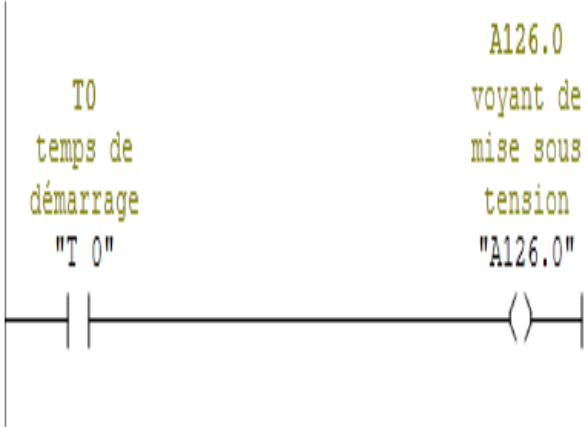 T0
temps de
démarrage
"T 0"
A126.0
voyant de
mise sous
tension
"A126.0"